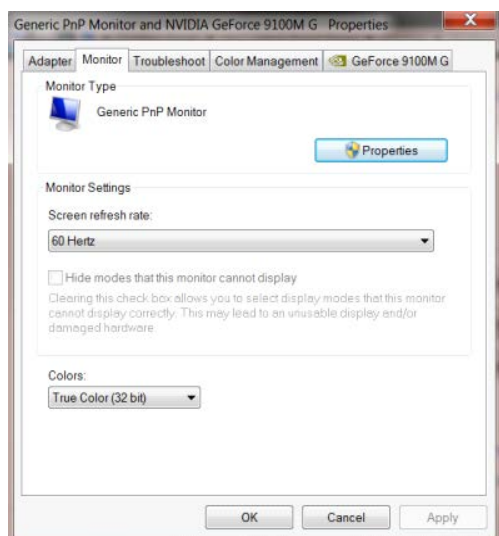 Generic PnP Monitor and NVIDIA GeForce 9100M G Properties
Adapter Monitor Troubleshoot Color Management GeForce 9100M G
Monitor Type
Generic PnP Monitor
Properties
Monitor Settings
Screen refresh rate:
60 Hertz
Hide modes that this monitor cannot display
Clearing this check box allows you to select display modes that this monitor
cannot display correctly. This may lead to an unusable display and/or
damaged hardware.
Colors:
True Color (32 bit)
OK Cancel Apply